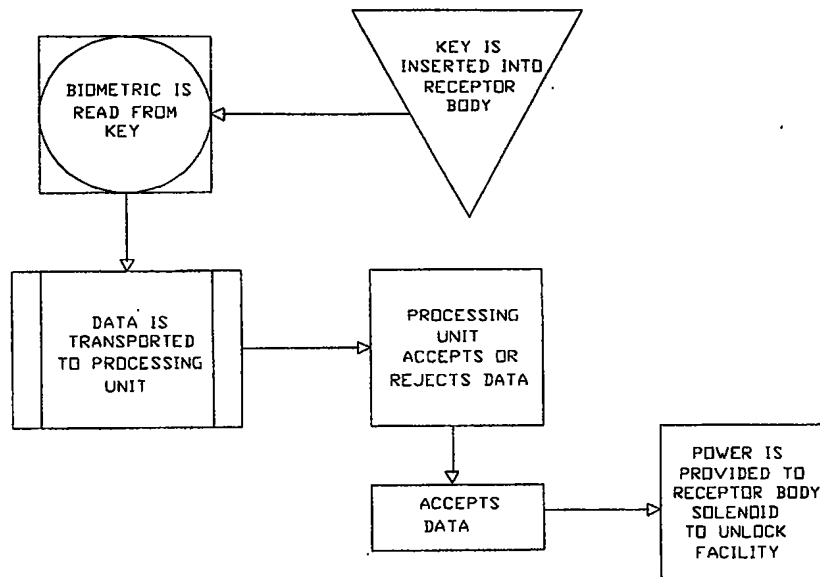 KEY IS
INSERTED INTO
RECEPTOR
BODY
BIOMETRIC IS
READ FROM
KEY
DATA IS
TRANSPORTED
TO PROCESSING
UNIT
PROCESSING
UNIT
ACCEPTS OR
REJECTS DATA
ACCEPTS
DATA
POWER IS
PROVIDED TO
RECEPTOR BODY
SOLENOID
TO UNLOCK
FACILITY